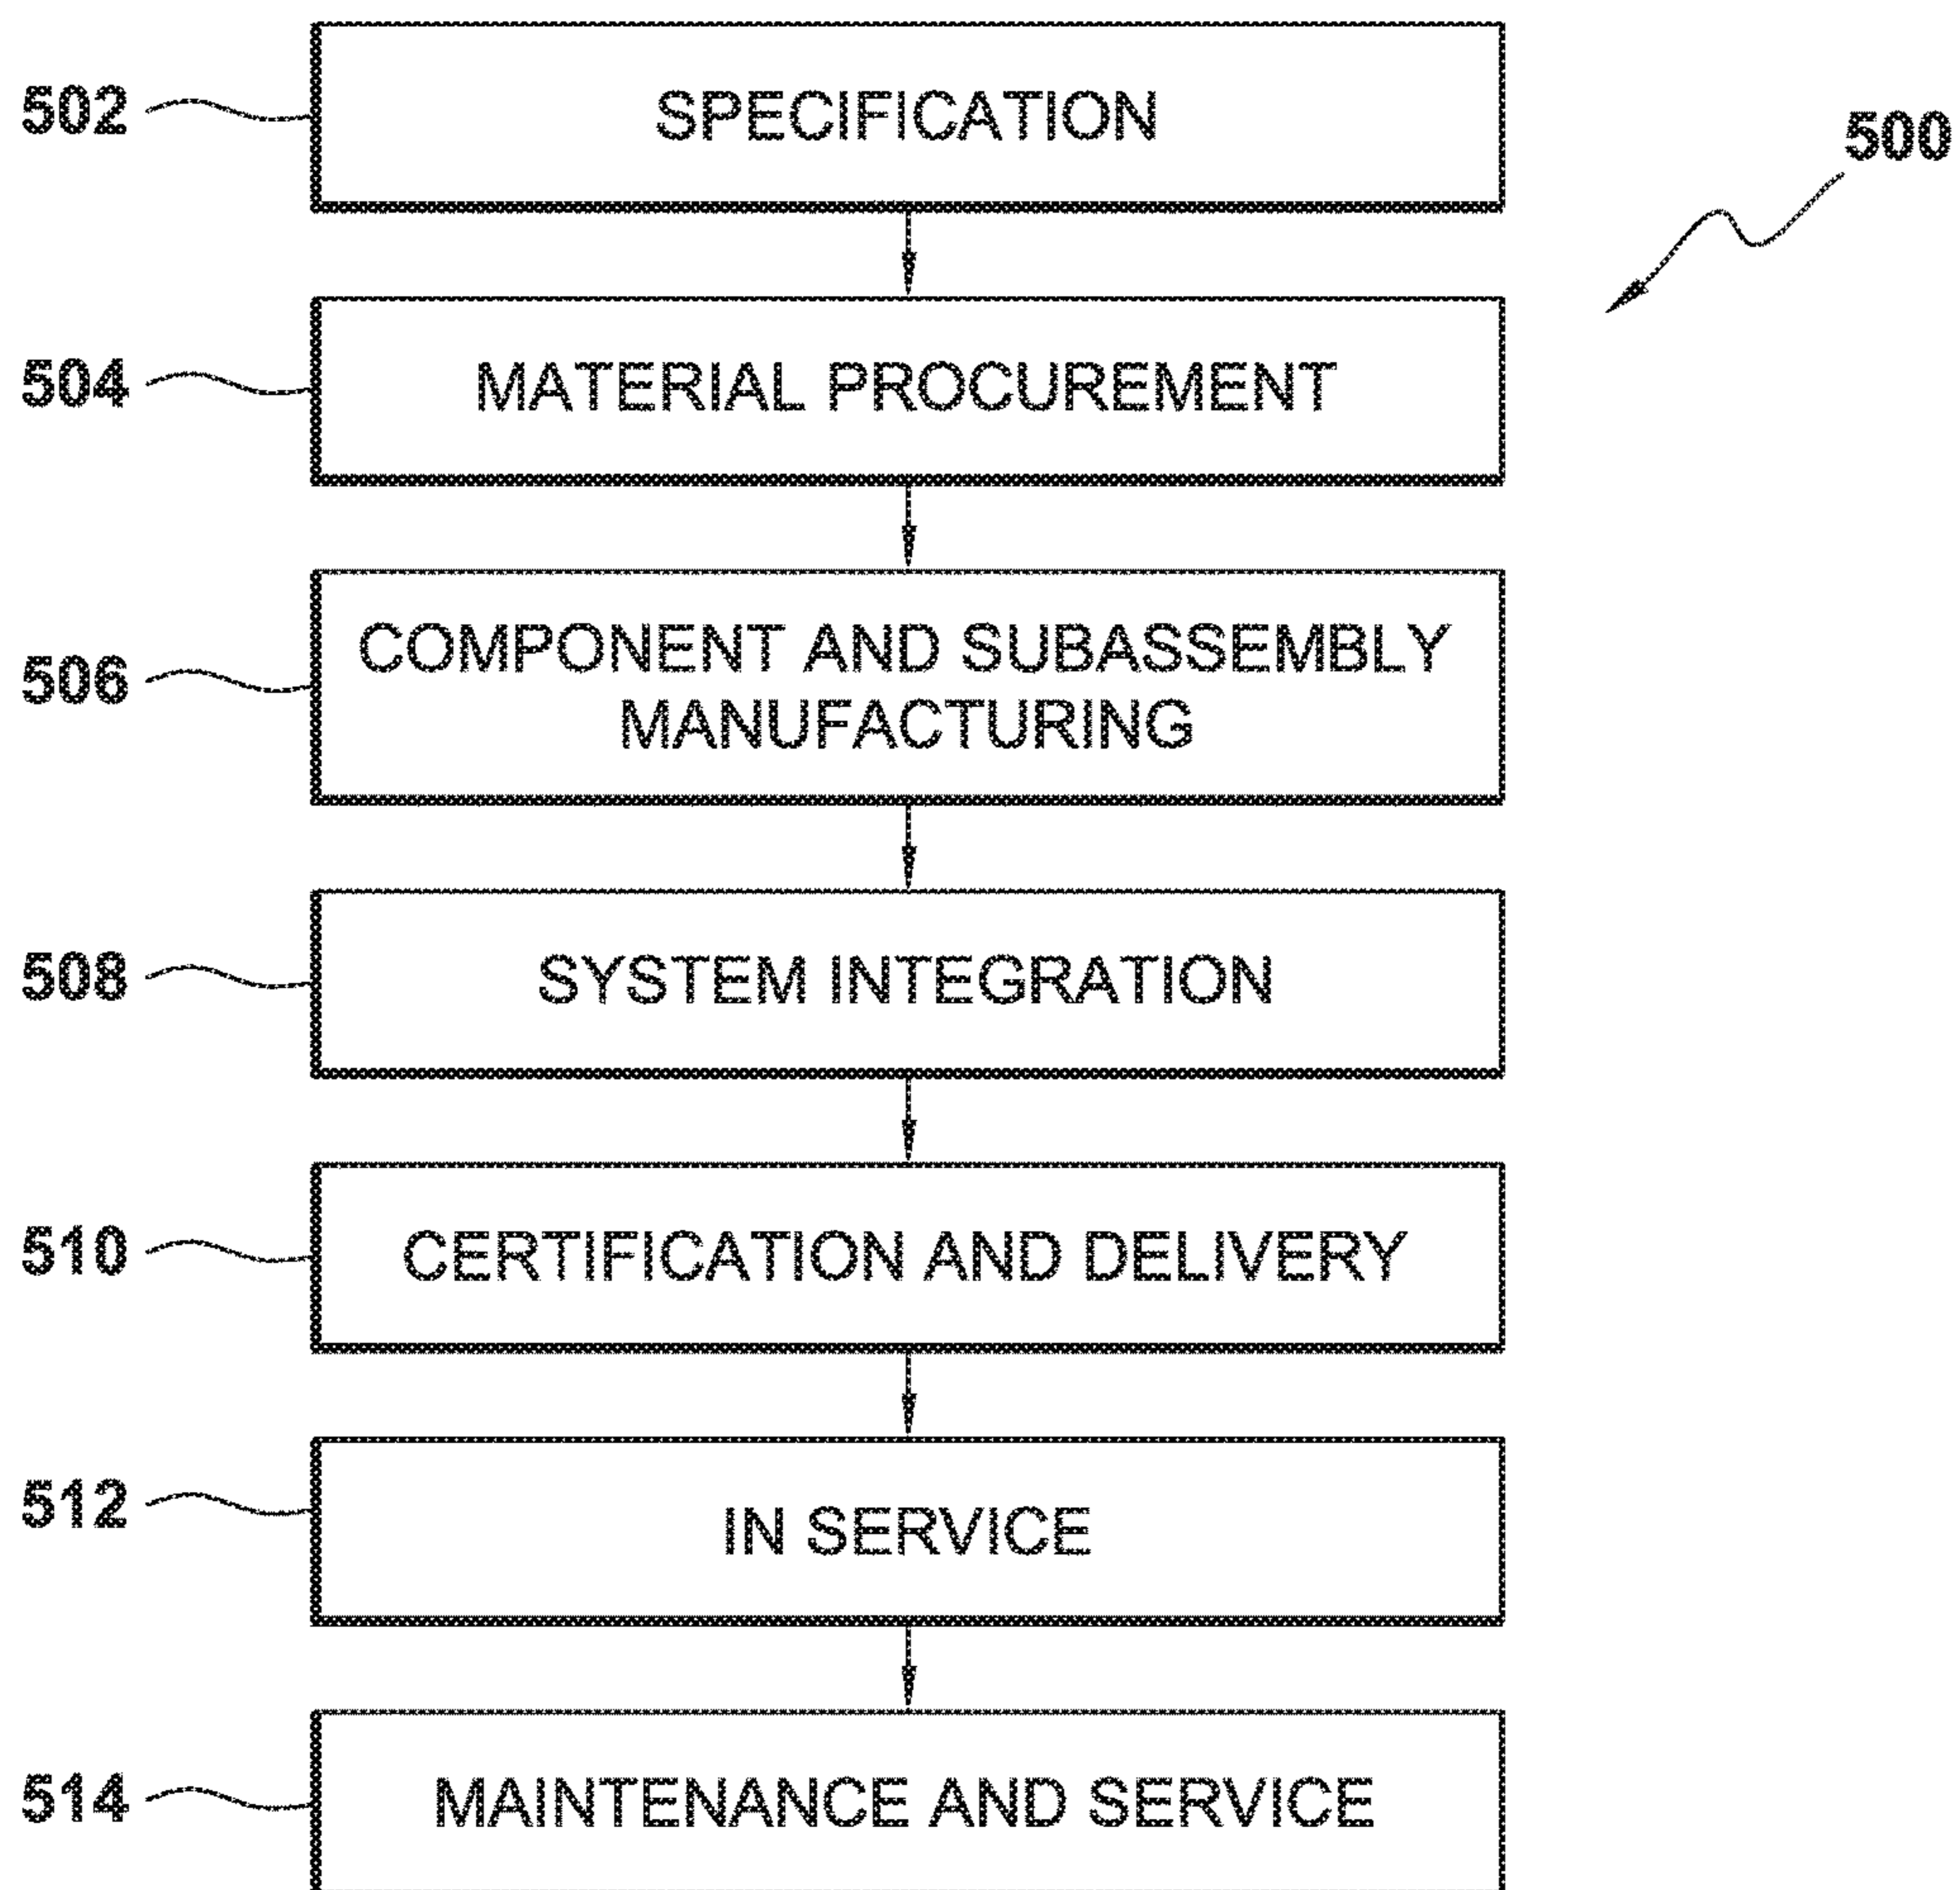 502
SPECIFICATION
500
504
MATERIAL PROCUREMENT
506
COMPONENT AND SUBASSEMBLY
MANUFACTURING
508
SYSTEM INTEGRATION
510
CERTIFICATION AND DELIVERY
512
IN SERVICE
514
MAINTENANCE AND SERVICE